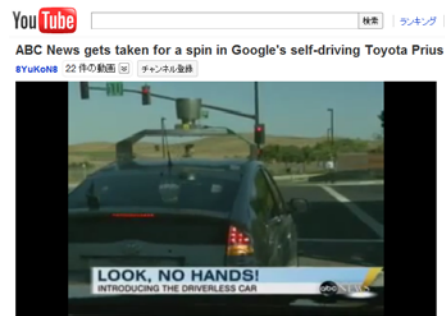 YouTube 検索 ランキング
ABC News gets taken for a spin in Google's self-driving Toyota Prius
8YuKoN8 22 件の動画 チャンネル登録
LOOK, NO HANDS!
INTRODUCING THE DRIVERLESS CAR
abc NEWS